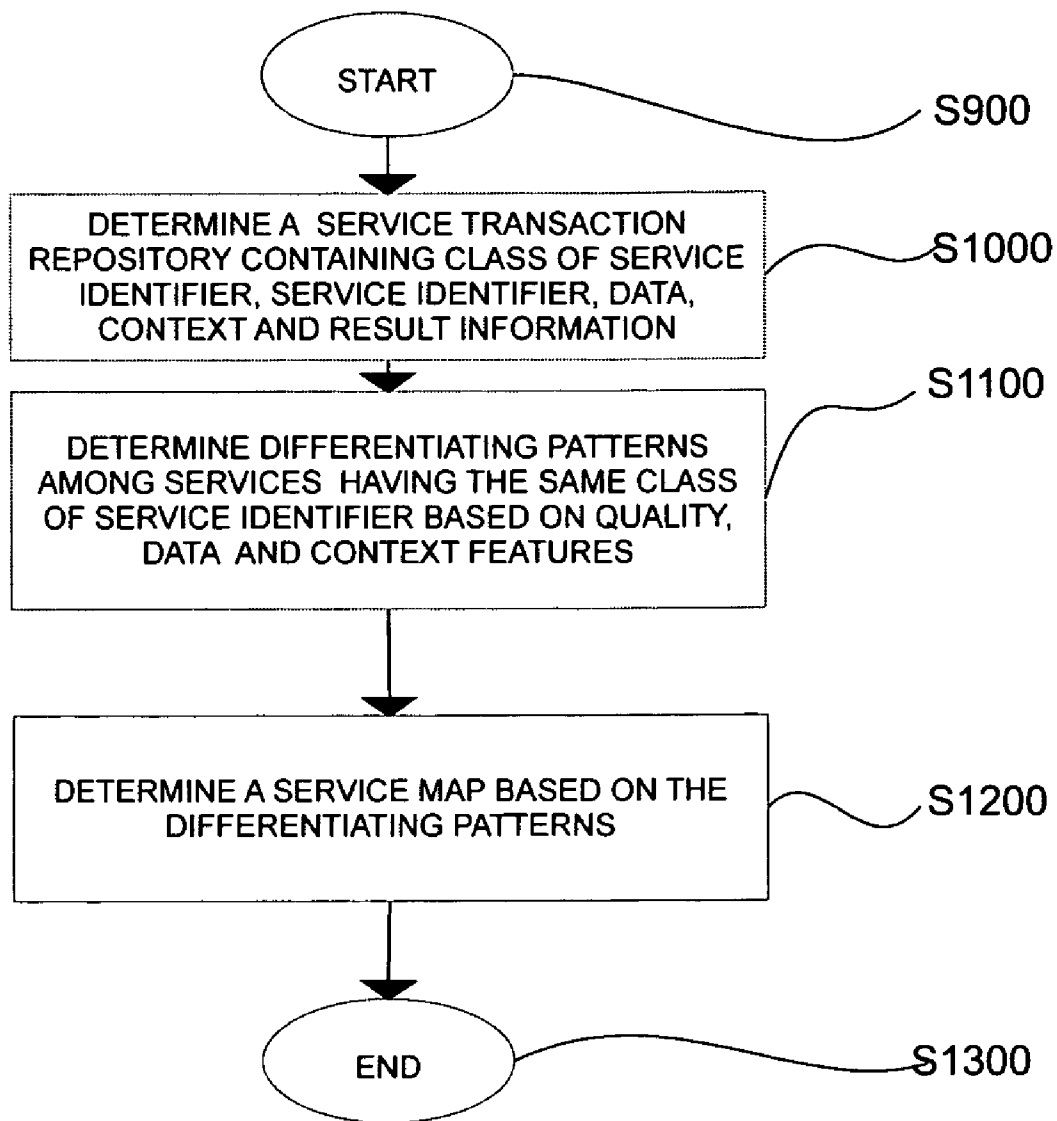 START
S900
DETERMINE A SERVICE TRANSACTION
REPOSITORY CONTAINING CLASS OF SERVICE
IDENTIFIER, SERVICE IDENTIFIER, DATA,
CONTEXT AND RESULT INFORMATION
S1000
DETERMINE DIFFERENTIATING PATTERNS
AMONG SERVICES HAVING THE SAME CLASS
OF SERVICE IDENTIFIER BASED ON QUALITY,
DATA AND CONTEXT FEATURES
S1100
DETERMINE A SERVICE MAP BASED ON THE
DIFFERENTIATING PATTERNS
S1200
END
S1300